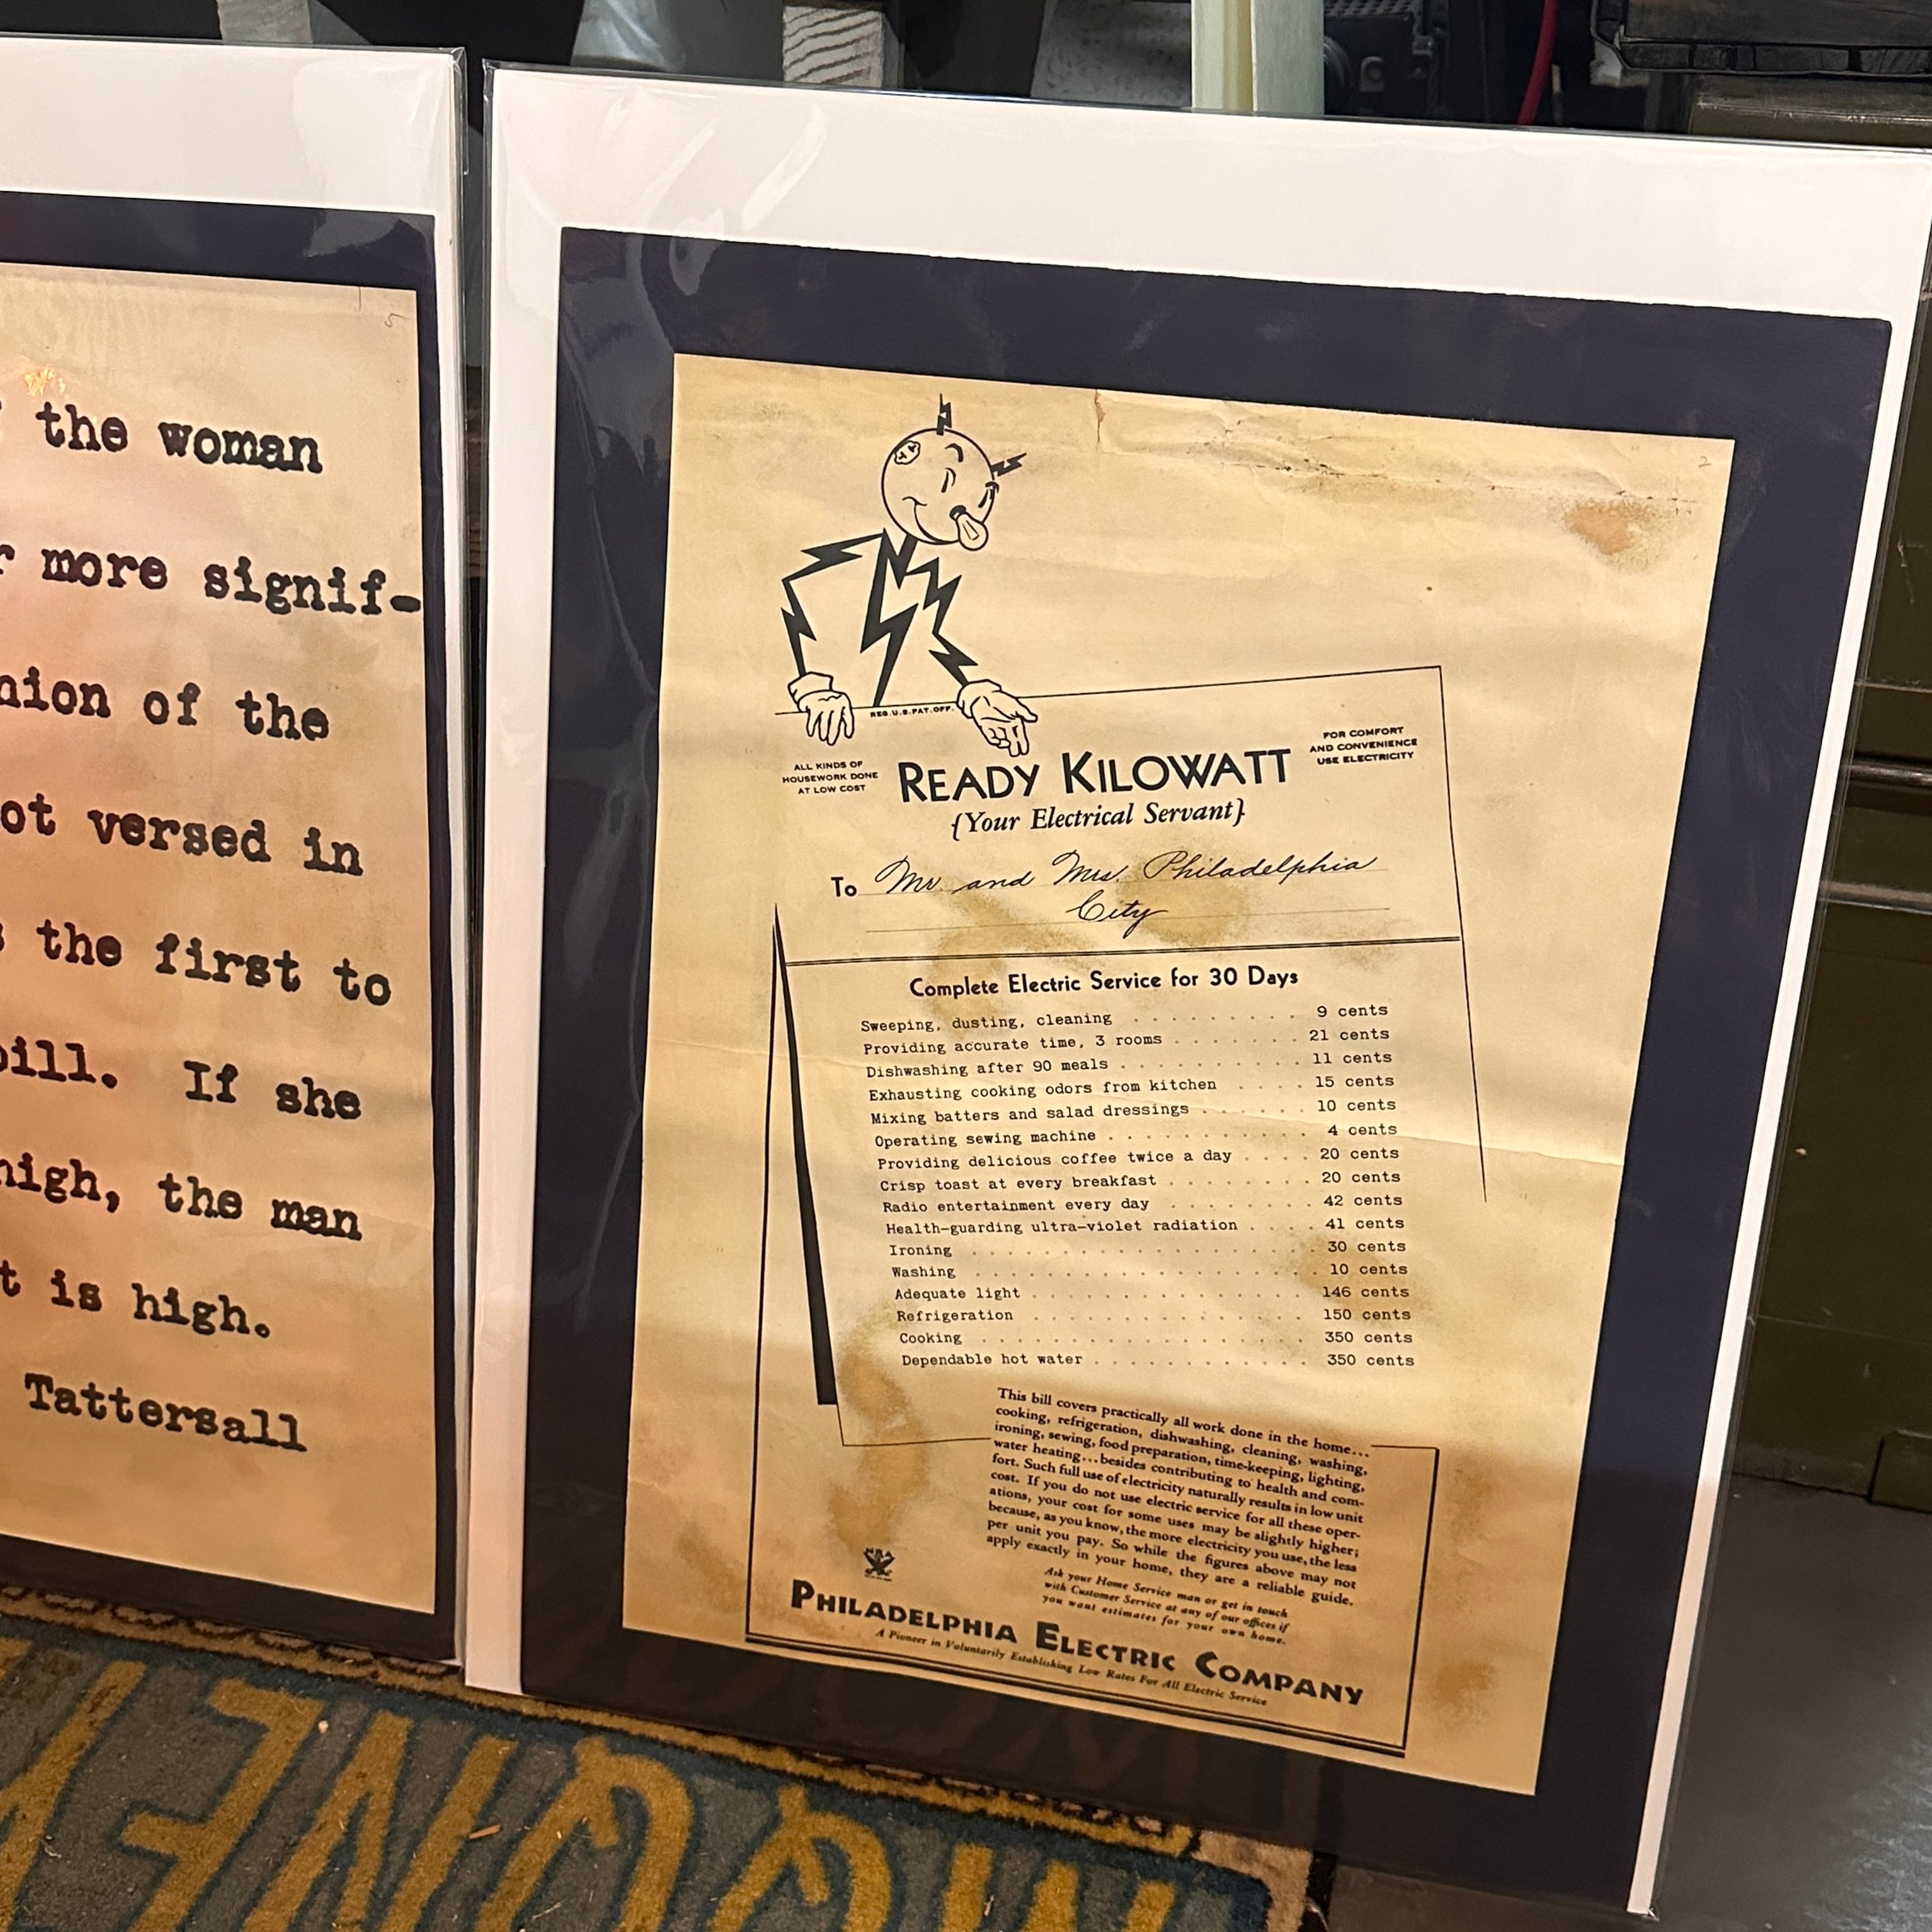 the woman
more signif-
of the
versed in
the first to
bill. If she
high, the man
is high.
Tattersall
5
2
REG.U.S.PAT.OFF.
ALL KINDS OF
HOUSEWORK DONE
AT LOW COST
READY KILOWATT
FOR COMFORT
AND CONVENIENCE
USE ELECTRICITY
{Your Electrical Servant}
To Mr. and Mrs. Philadelphia
City
Complete Electric Service for 30 Days
Sweeping, dusting, cleaning . . . . . . . . . 9 cents
Providing accurate time, 3 rooms . . . . . . . 21 cents
Dishwashing after 90 meals . . . . . . . . . 11 cents
Exhausting cooking odors from kitchen . . . . 15 cents
Mixing batters and salad dressings . . . . . . 10 cents
Operating sewing machine . . . . . . . . . . . 4 cents
Providing delicious coffee twice a day . . . . 20 cents
Crisp toast at every breakfast . . . . . . . . 20 cents
Radio entertainment every day . . . . . . . . 42 cents
Health-guarding ultra-violet radiation . . . . 41 cents
Ironing . . . . . . . . . . . . . . . . . . 30 cents
Washing . . . . . . . . . . . . . . . . . . 10 cents
Adequate light . . . . . . . . . . . . . . . 146 cents
Refrigeration . . . . . . . . . . . . . . . 150 cents
Cooking . . . . . . . . . . . . . . . . . 350 cents
Dependable hot water . . . . . . . . . . . . 350 cents
This bill covers practically all work done in the home...
cooking, refrigeration, dishwashing, cleaning, washing,
ironing, sewing, food preparation, time-keeping, lighting,
water heating...besides contributing to health and com-
fort. Such full use of electricity naturally results in low unit
cost. If you do not use electric service for all these oper-
ations, your cost for some uses may be slightly higher;
because, as you know, the more electricity you use, the less
per unit you pay. So while the figures above may not
apply exactly in your home, they are a reliable guide.
Ask your Home Service man or get in touch
with Customer Service at any of our offices if
you want estimates for your own home.
NRA
PHILADELPHIA ELECTRIC COMPANY
A Pioneer in Voluntarily Establishing Low Rates For All Electric Service